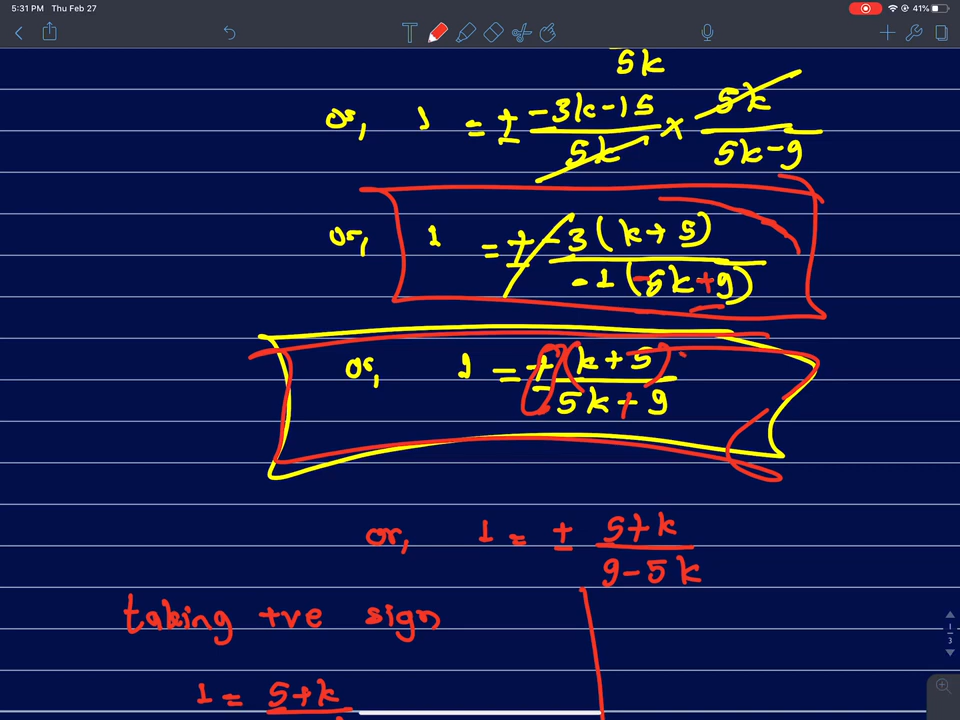 5:31 PM Thu Feb 27 41%
5k
or, 1 = ± -3k-15/5k × 5k/5k-9
or, 1 = ± -3(k+5)/-1(-5k+9)
or, 1 = ± (k+5)/-5k+9
or, 1 = ± 5+k/9-5k
taking +ve sign
1 = 5+k
1/3